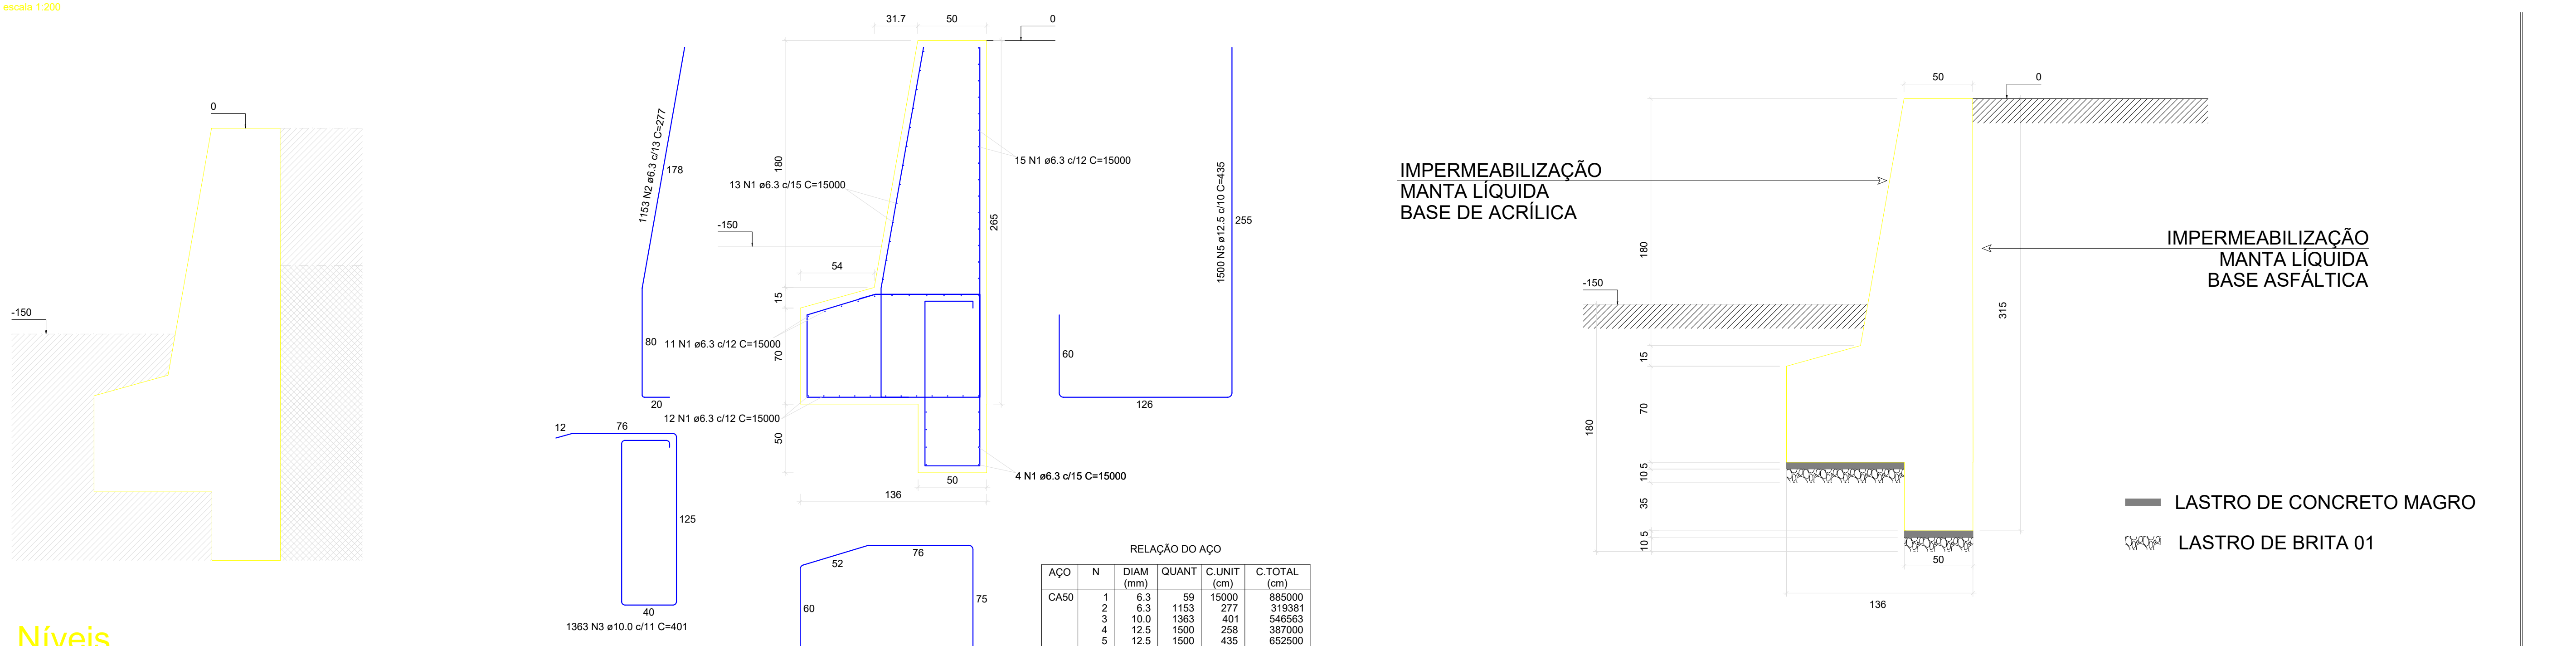 escala 1:200
0
-150
Níveis
1153 N2 ø6.3 c/13 C=277
178
80
20
31.7
50
0
180
13 N1 ø6.3 c/15 C=15000
15 N1 ø6.3 c/12 C=15000
-150
265
54
15
11 N1 ø6.3 c/12 C=15000
70
12 N1 ø6.3 c/12 C=15000
50
50
4 N1 ø6.3 c/15 C=15000
136
1500 N5 ø12.5 c/10 C=435
255
60
126
12
76
125
40
1363 N3 ø10.0 c/11 C=401
76
52
60
75
RELAÇÃO DO AÇO
AÇO N DIAM QUANT C.UNIT C.TOTAL
(mm) (cm) (cm)
CA50 1 6.3 59 15000 885000
2 6.3 1153 277 319381
3 10.0 1363 401 546563
4 12.5 1500 258 387000
5 12.5 1500 435 652500
50
0
IMPERMEABILIZAÇÃO
MANTA LÍQUIDA
BASE DE ACRÍLICA
180
-150
IMPERMEABILIZAÇÃO
MANTA LÍQUIDA
BASE ASFÁLTICA
315
15
70
180
10 5
35
10 5
50
136
LASTRO DE CONCRETO MAGRO
LASTRO DE BRITA 01